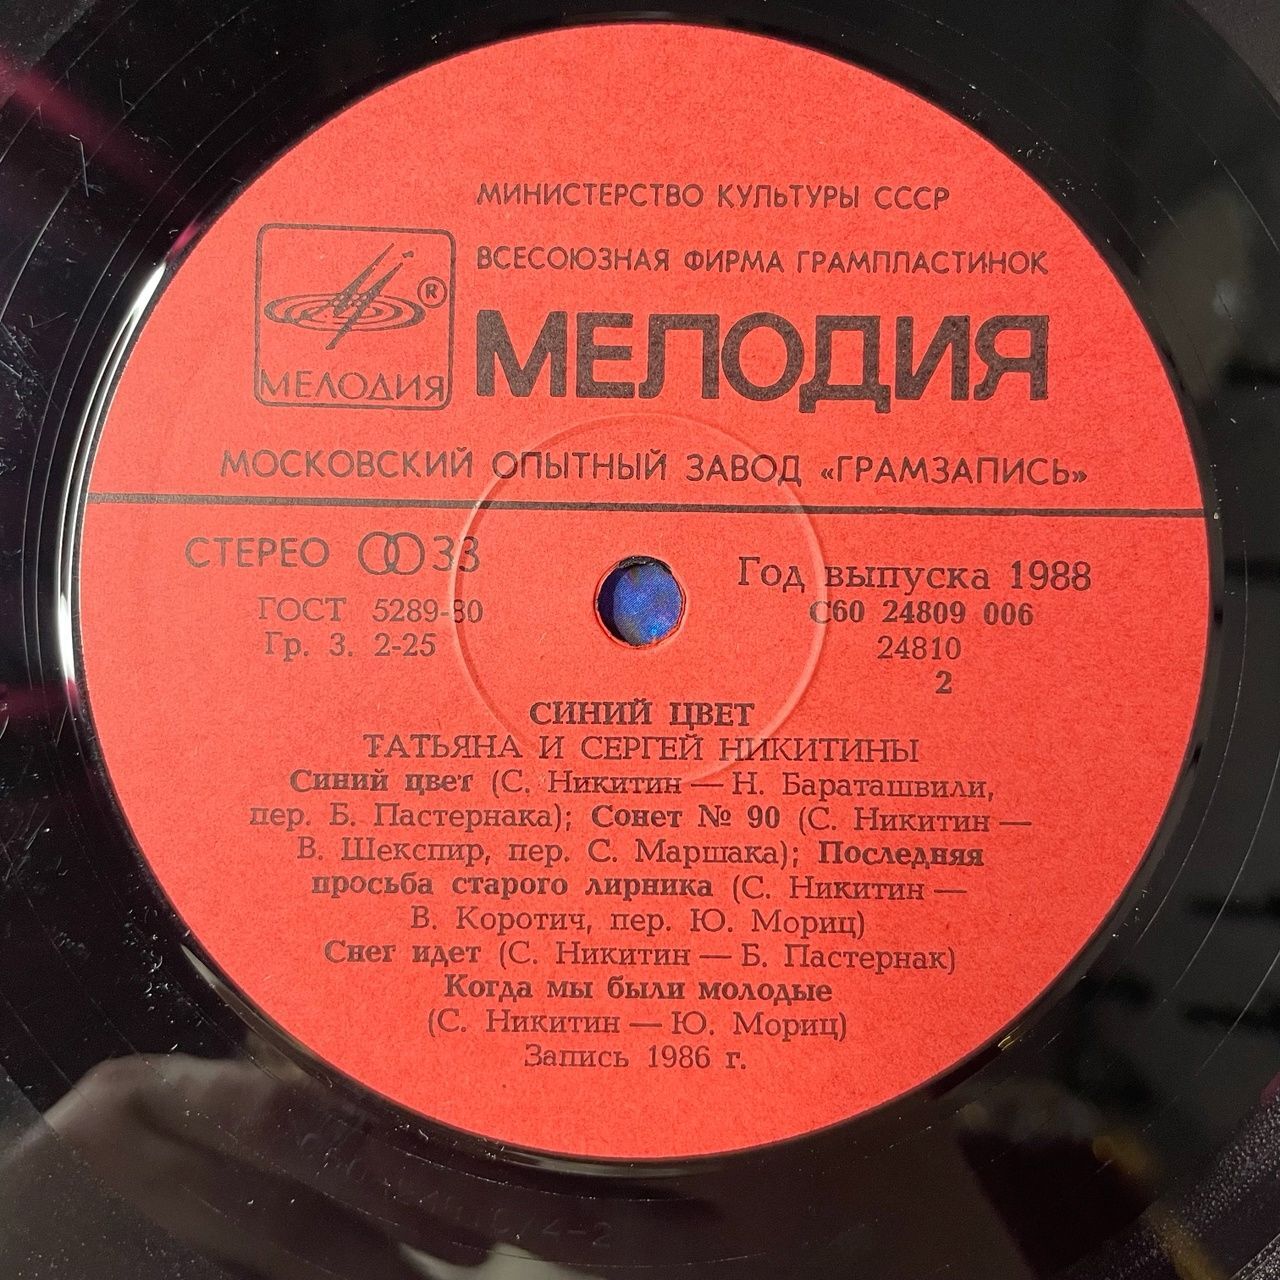 МИНИСТЕРСТВО КУЛЬТУРЫ СССР
ВСЕСОЮЗНАЯ ФИРМА ГРАМПЛАСТИНОК
®
МЕЛОДИЯ
МЕЛОДИЯ
МОСКОВСКИЙ ОПЫТНЫЙ ЗАВОД «ГРАМЗАПИСЬ»
СТЕРЕО 33
ГОСТ 5289-80
Гр. 3. 2-25
Год выпуска 1988
С60 24809 006
24810
2
СИНИЙ ЦВЕТ
ТАТЬЯНА И СЕРГЕЙ НИКИТИНЫ
Синий цвет (С. Никитин — Н. Бараташвили,
пер. Б. Пастернака); Сонет № 90 (С. Никитин —
В. Шекспир, пер. С. Маршака); Последняя
просьба старого лирника (С. Никитин —
В. Коротич, пер. Ю. Мориц)
Снег идет (С. Никитин — Б. Пастернак)
Когда мы были молодые
(С. Никитин — Ю. Мориц)
Запись 1986 г.